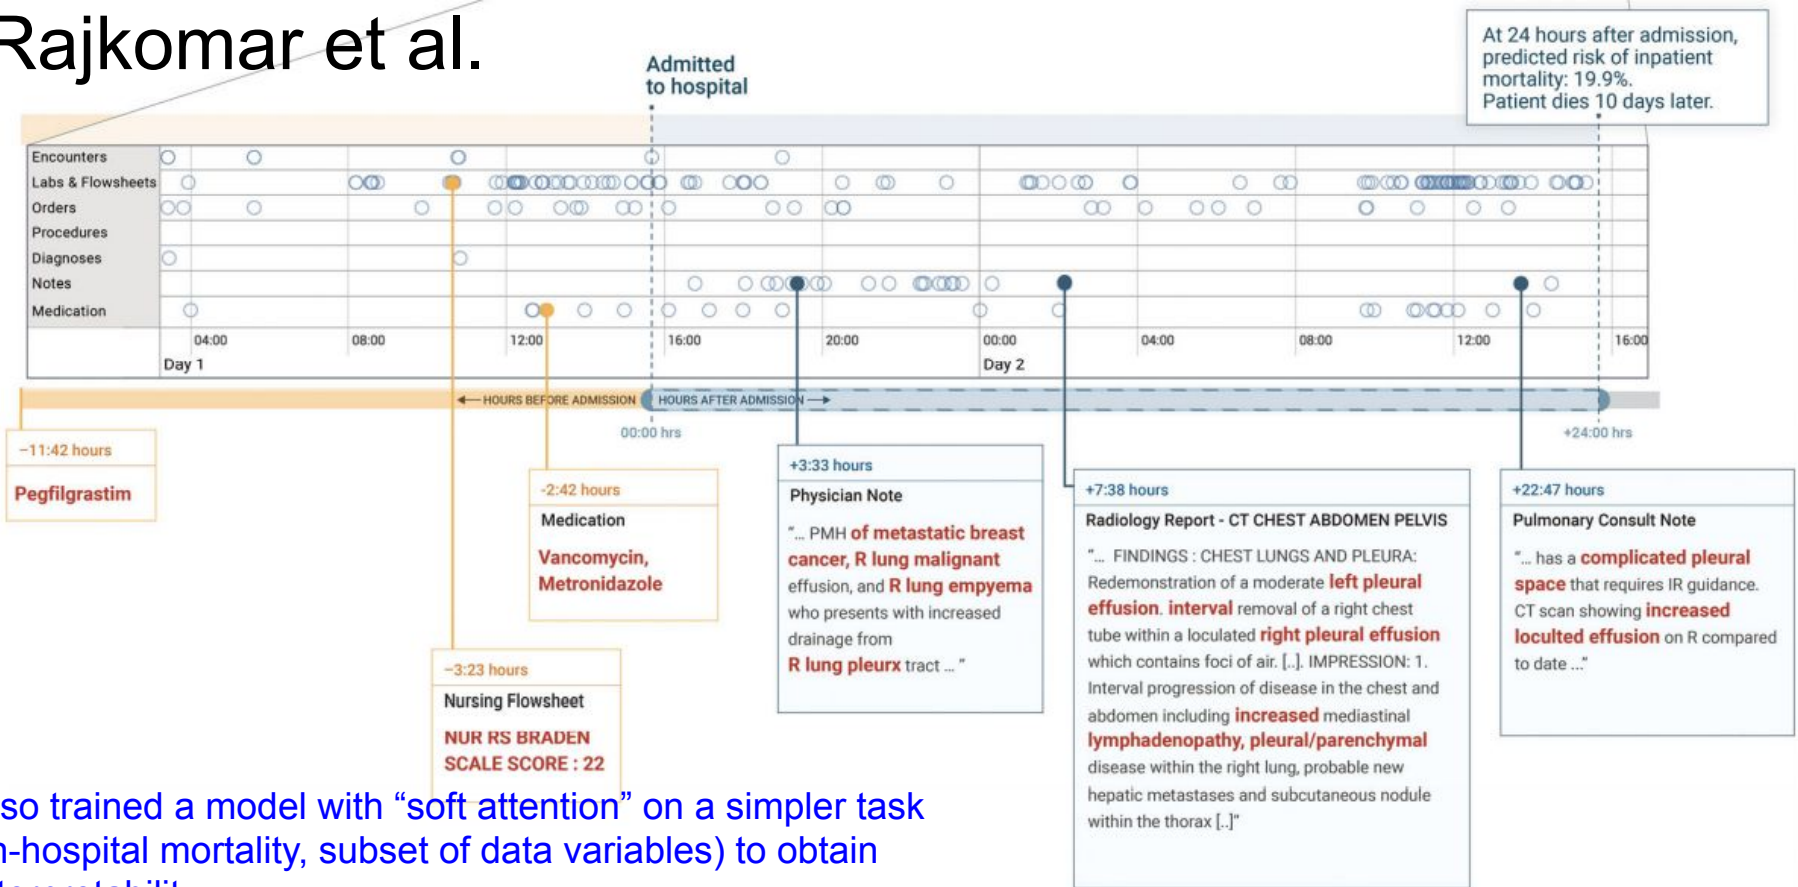 Rajkomar et al.
Admitted
to hospital
At 24 hours after admission,
predicted risk of inpatient
mortality: 19.9%.
Patient dies 10 days later.
Encounters
Labs & Flowsheets
Orders
Procedures
Diagnoses
Notes
Medication
04:00 08:00 12:00 16:00 20:00 00:00 04:00 08:00 12:00 16:00
Day 1 Day 2
HOURS BEFORE ADMISSION HOURS AFTER ADMISSION
00:00 hrs
+24:00 hrs
−11:42 hours
Pegfilgrastim
-2:42 hours
Medication
Vancomycin,
Metronidazole
−3:23 hours
Nursing Flowsheet
NUR RS BRADEN
SCALE SCORE : 22
+3:33 hours
Physician Note
"... PMH of metastatic breast
cancer, R lung malignant
effusion, and R lung empyema
who presents with increased
drainage from
R lung pleurx tract ... "
+7:38 hours
Radiology Report - CT CHEST ABDOMEN PELVIS
"... FINDINGS : CHEST LUNGS AND PLEURA:
Redemonstration of a moderate left pleural
effusion. interval removal of a right chest
tube within a loculated right pleural effusion
which contains foci of air. [..]. IMPRESSION: 1.
Interval progression of disease in the chest and
abdomen including increased mediastinal
lymphadenopathy, pleural/parenchymal
disease within the right lung, probable new
hepatic metastases and subcutaneous nodule
within the thorax [..]"
+22:47 hours
Pulmonary Consult Note
"... has a complicated pleural
space that requires IR guidance.
CT scan showing increased
loculted effusion on R compared
to date ..."
so trained a model with “soft attention” on a simpler task
n-hospital mortality, subset of data variables) to obtain